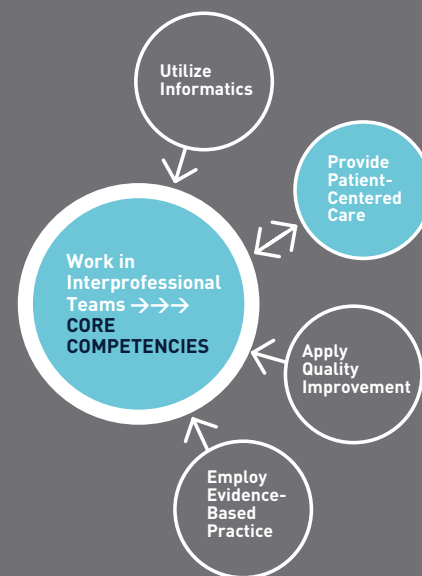 Utilize
Informatics
Provide
Patient-
Centered
Care
Work in
Interprofessional
Teams →→→
CORE
COMPETENCIES
Apply
Quality
Improvement
Employ
Evidence-
Based
Practice